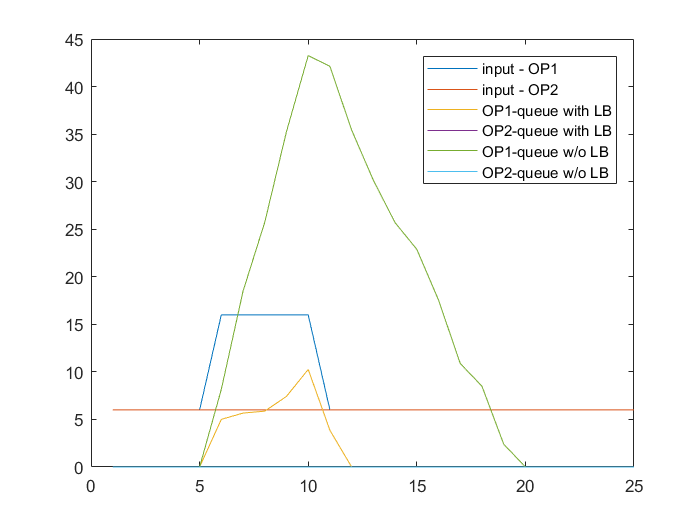 45
40
35
30
25
20
15
10
5
0
0 5 10 15 20 25
input - OP1
input - OP2
OP1-queue with LB
OP2-queue with LB
OP1-queue w/o LB
OP2-queue w/o LB